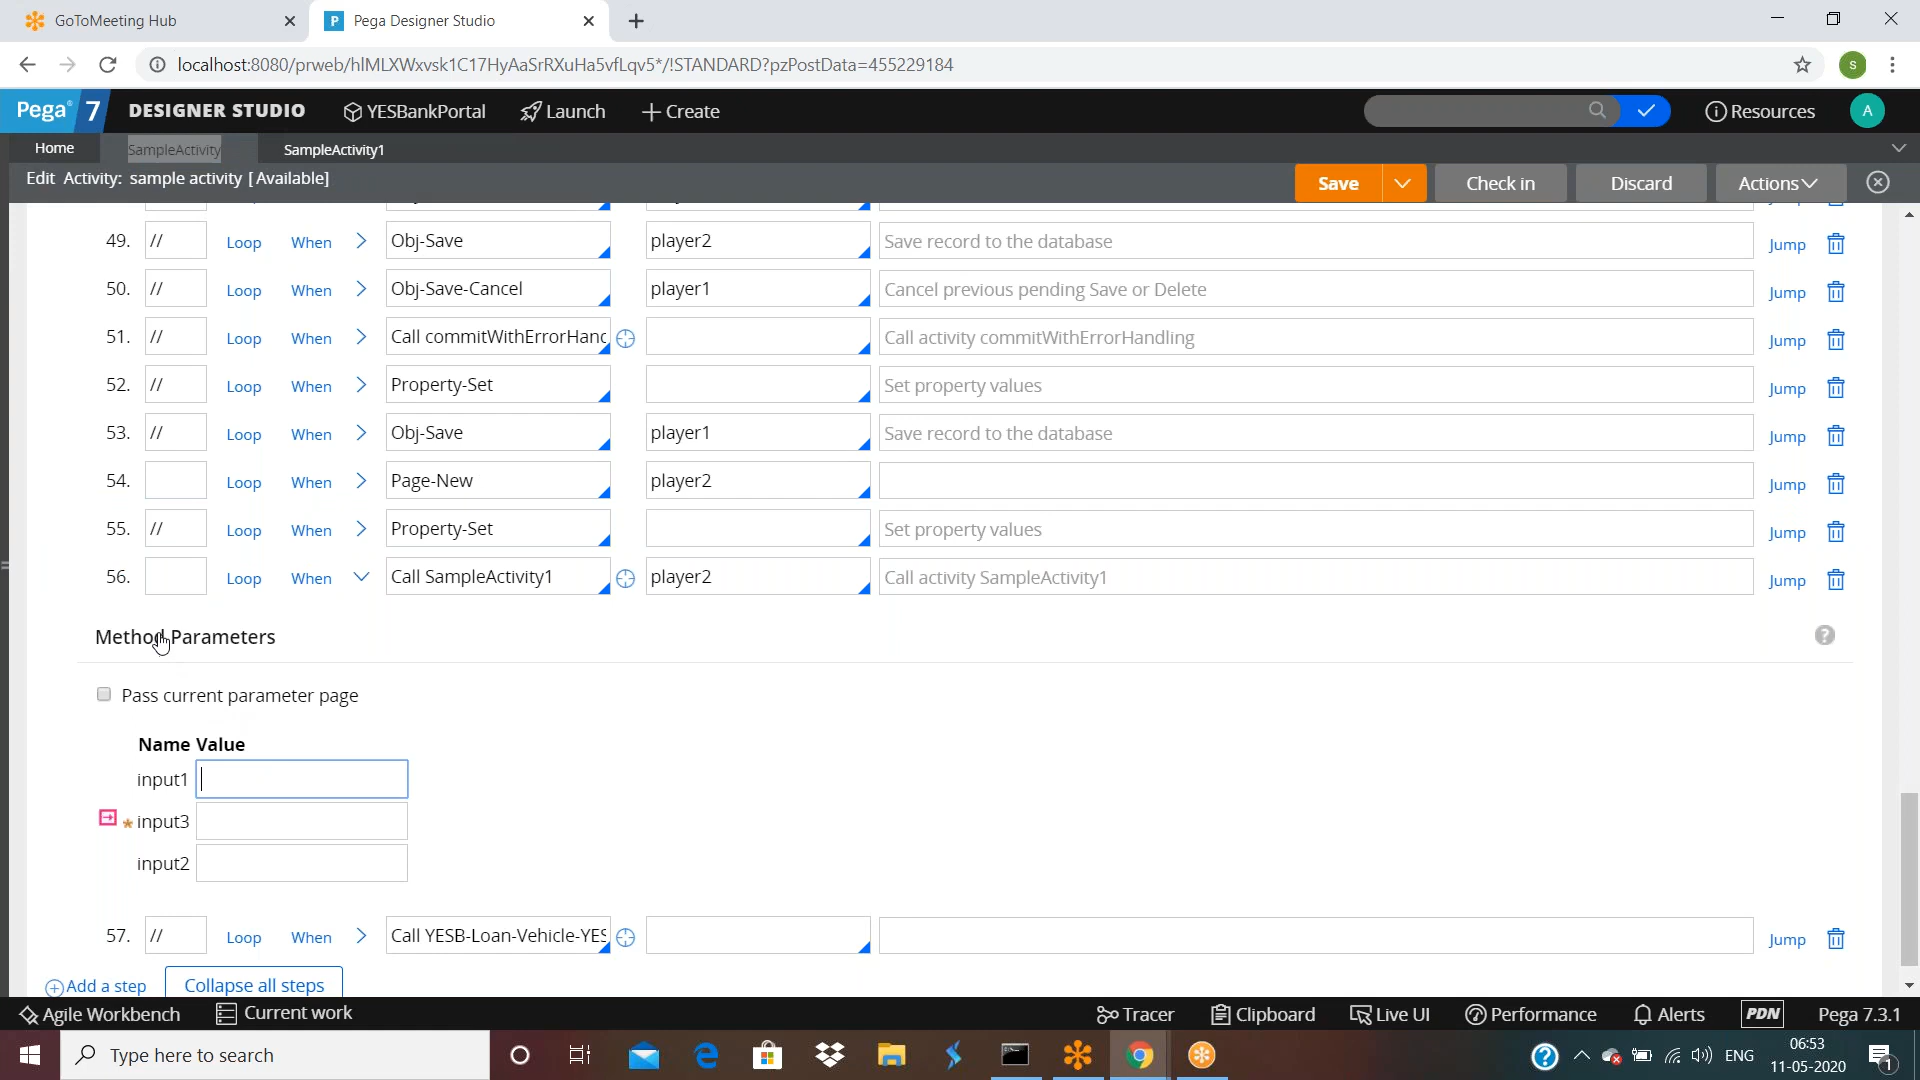 GoToMeeting Hub
Pega Designer Studio
localhost:8080/prweb/hIMLXWxvsk1C17HyAaSrRXuHa5vfLqv5*/!STANDARD?pzPostData=455229184
S
Pega 7 DESIGNER STUDIO YESBankPortal Launch Create Resources A
Home SampleActivity SampleActivity1
Edit Activity: sample activity [Available] Save Check in Discard Actions
49. // Loop When Obj-Save player2 Save record to the database Jump
50. // Loop When Obj-Save-Cancel player1 Cancel previous pending Save or Delete Jump
51. // Loop When Call commitWithErrorHand Call activity commitWithErrorHandling Jump
52. // Loop When Property-Set Set property values Jump
53. // Loop When Obj-Save player1 Save record to the database Jump
54. Loop When Page-New player2 Jump
55. // Loop When Property-Set Set property values Jump
56. Loop When Call SampleActivity1 player2 Call activity SampleActivity1 Jump
Method Parameters
Pass current parameter page
Name Value
input1
* input3
input2
57. // Loop When Call YESB-Loan-Vehicle-YES Jump
Add a step Collapse all steps
Agile Workbench Current work Tracer Clipboard Live UI Performance Alerts PDN Pega 7.3.1
Type here to search
ENG
06:53
11-05-2020
1